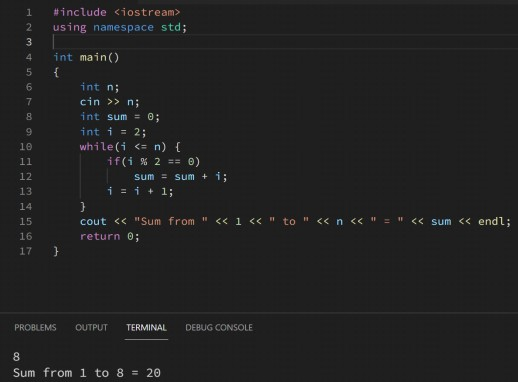 1 #include <iostream>
2 using namespace std;
3
4 int main()
5 {
6 int n;
7 cin >> n;
8 int sum = 0;
9 int i = 2;
10 while(i <= n) {
11 if(i % 2 == 0)
12 sum = sum + i;
13 i = i + 1;
14 }
15 cout << "Sum from " << 1 << " to " << n << " = " << sum << endl;
16 return 0;
17 }
PROBLEMS OUTPUT TERMINAL DEBUG CONSOLE
8
Sum from 1 to 8 = 20